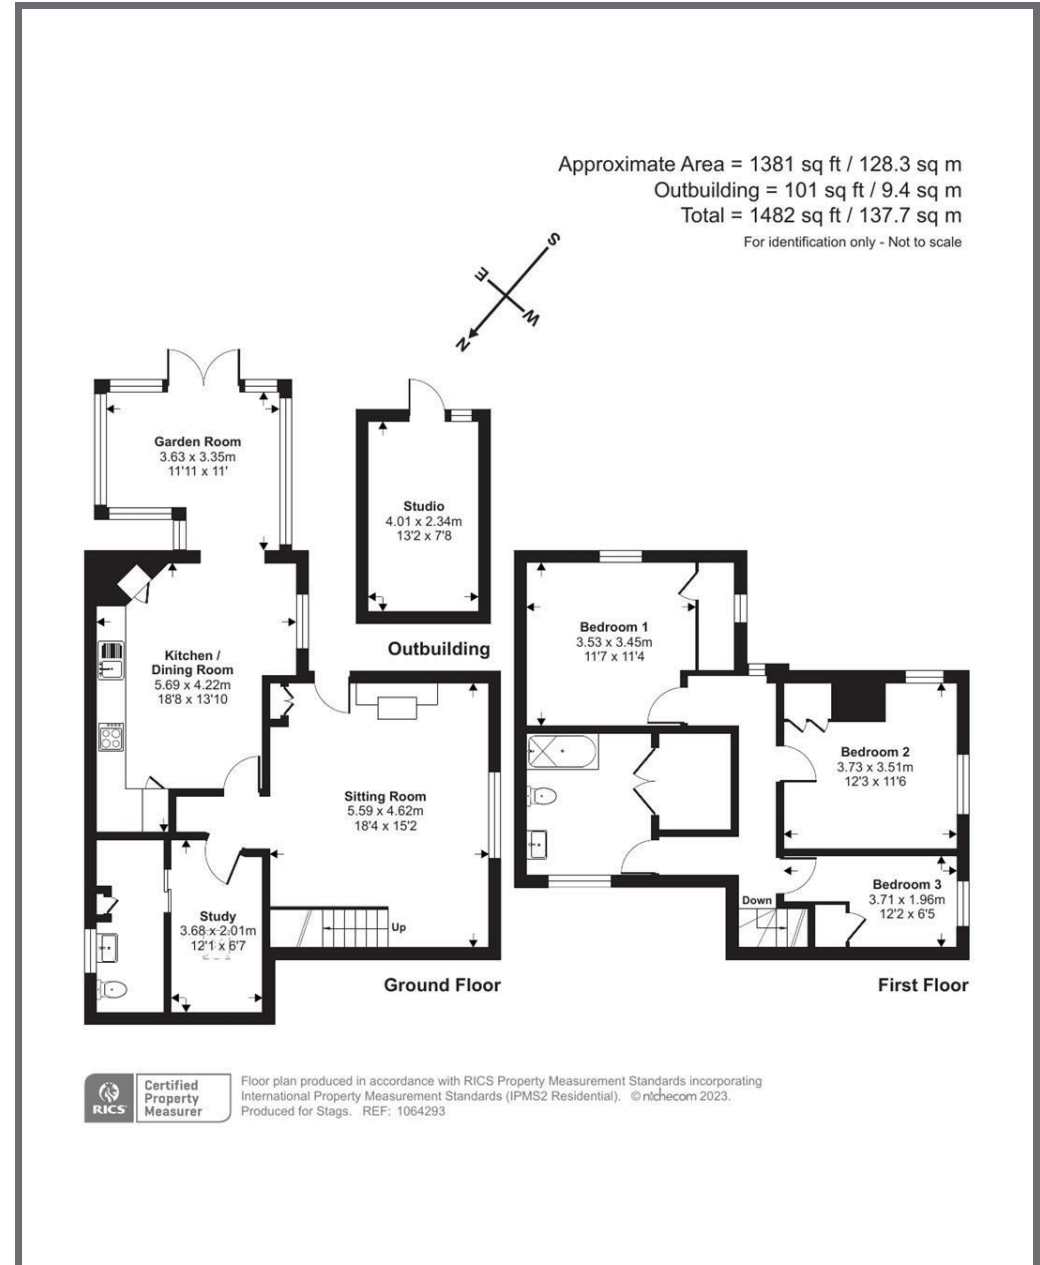 Approximate Area = 1381 sq ft / 128.3 sq m
Outbuilding = 101 sq ft / 9.4 sq m
Total = 1482 sq ft / 137.7 sq m
For identification only - Not to scale
S
E
W
N
Garden Room
3.63 x 3.35m
11'11 x 11'
Studio
4.01 x 2.34m
13'2 x 7'8
Outbuilding
Kitchen /
Dining Room
5.69 x 4.22m
18'8 x 13'10
Sitting Room
5.59 x 4.62m
18'4 x 15'2
Study
3.68 x 2.01m
12'1 x 6'7
Up
Ground Floor
Bedroom 1
3.53 x 3.45m
11'7 x 11'4
Bedroom 2
3.73 x 3.51m
12'3 x 11'6
Bedroom 3
3.71 x 1.96m
12'2 x 6'5
Down
First Floor
RICS
Certified
Property
Measurer
Floor plan produced in accordance with RICS Property Measurement Standards incorporating
International Property Measurement Standards (IPMS2 Residential). © nichecom 2023.
Produced for Stags. REF: 1064293